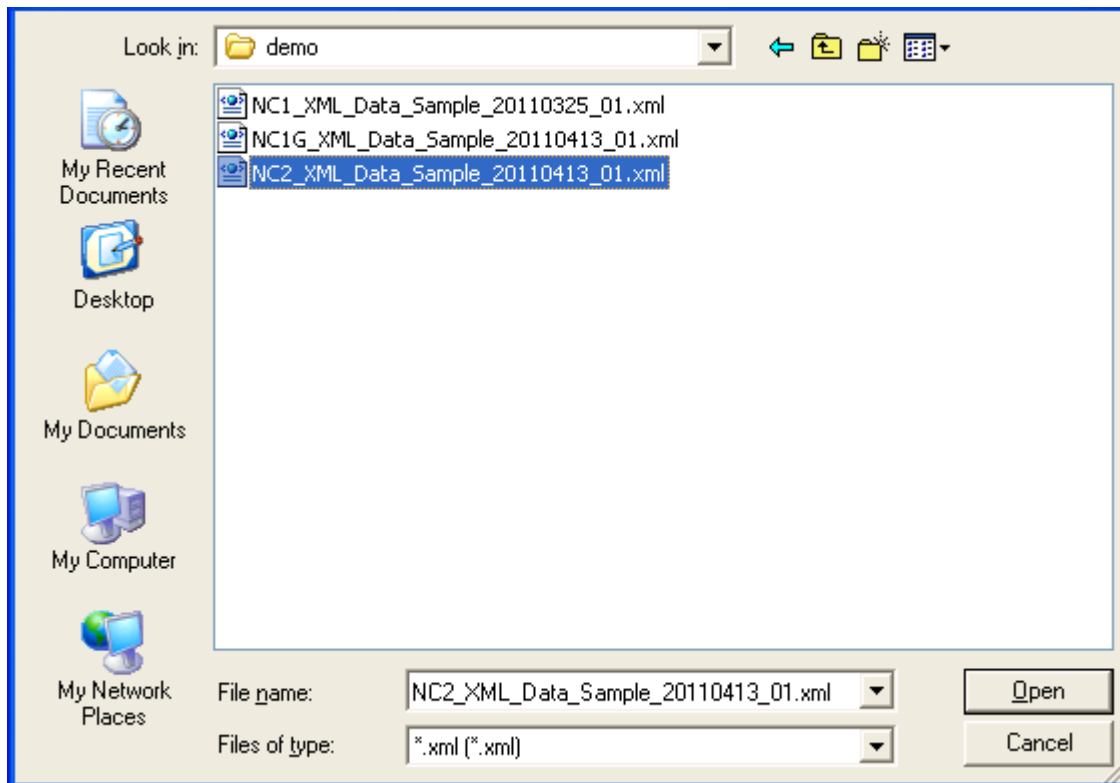 Look in:
demo
NC1_XML_Data_Sample_20110325_01.xml
NC1G_XML_Data_Sample_20110413_01.xml
NC2_XML_Data_Sample_20110413_01.xml
My Recent
Documents
Desktop
My Documents
My Computer
My Network
Places
File name:
NC2_XML_Data_Sample_20110413_01.xml
Open
Files of type:
*.xml (*.xml)
Cancel